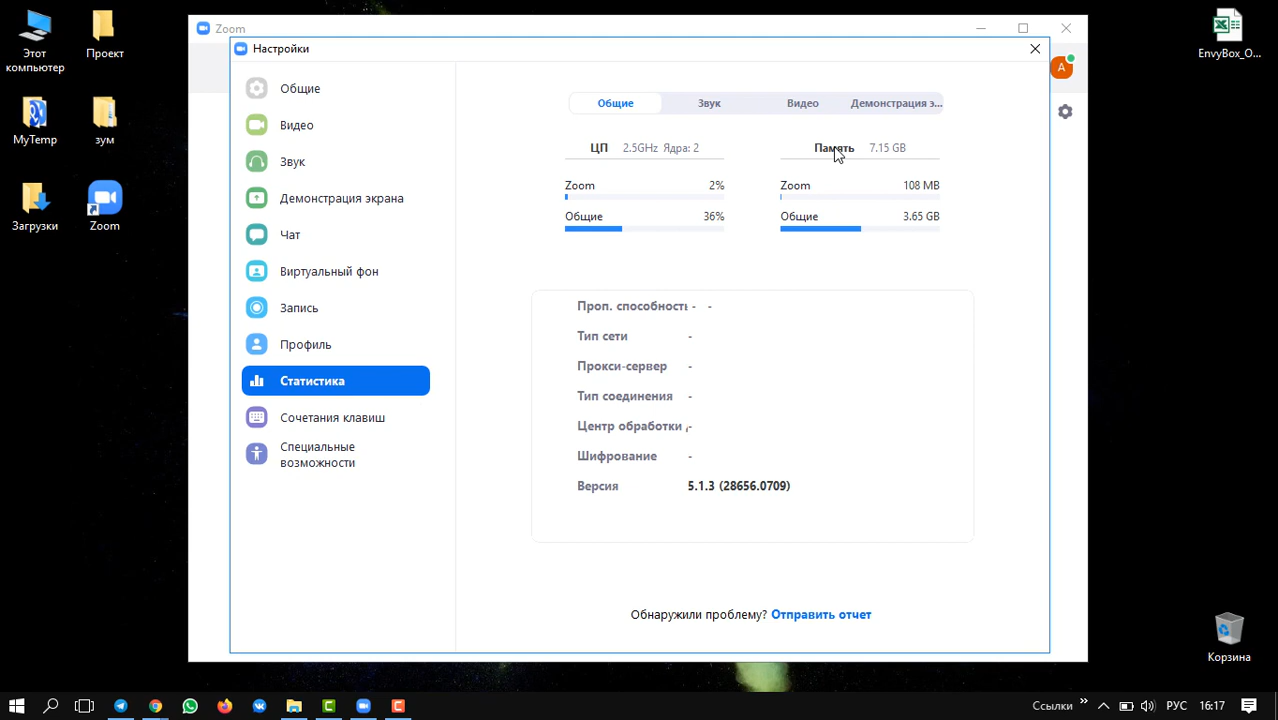 Этот
компьютер
Проект
MyTemp
зум
Загрузки
Zoom
EnvyBox_O...
Корзина
Zoom
A
Настройки
Общие
Видео
Звук
Демонстрация экрана
Чат
Виртуальный фон
Запись
Профиль
Статистика
Сочетания клавиш
Специальные
возможности
Общие Звук Видео Демонстрация э...
ЦП 2.5GHz Ядра: 2
Zoom 2%
Общие 36%
Память 7.15 GB
Zoom 108 MB
Общие 3.65 GB
Проп. способность - -
Тип сети -
Прокси-сервер -
Тип соединения -
Центр обработки -
Шифрование -
Версия 5.1.3 (28656.0709)
Обнаружили проблему? Отправить отчет
Ссылки » РУС 16:17